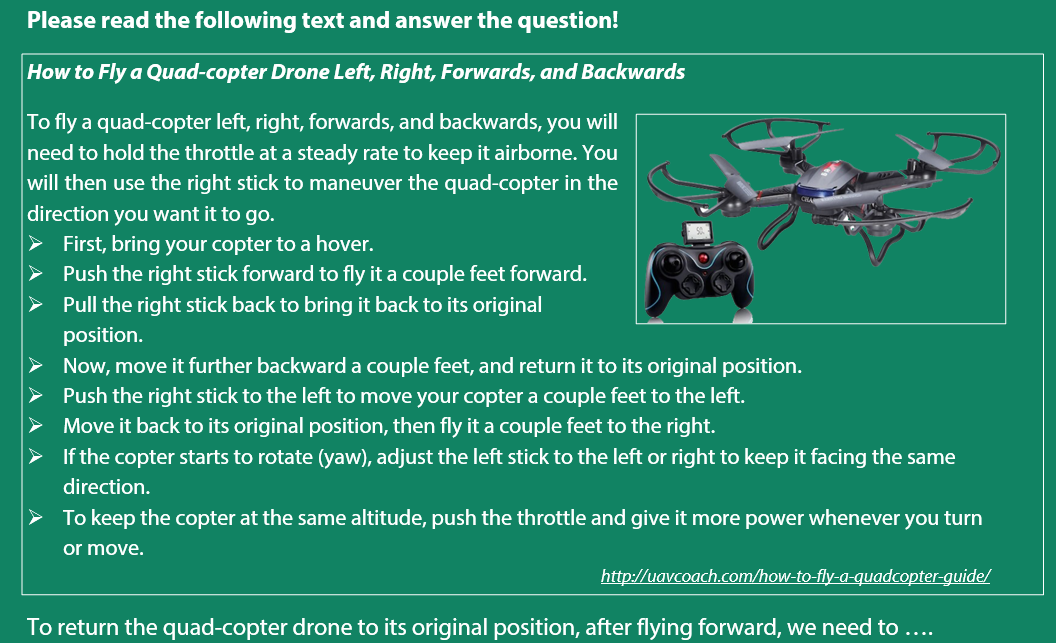 Please read the following text and answer the question!
How to Fly a Quad-copter Drone Left, Right, Forwards, and Backwards
To fly a quad-copter left, right, forwards, and backwards, you will
need to hold the throttle at a steady rate to keep it airborne. You
will then use the right stick to maneuver the quad-copter in the
direction you want it to go.
➢ First, bring your copter to a hover.
➢ Push the right stick forward to fly it a couple feet forward.
➢ Pull the right stick back to bring it back to its original
position.
➢ Now, move it further backward a couple feet, and return it to its original position.
➢ Push the right stick to the left to move your copter a couple feet to the left.
➢ Move it back to its original position, then fly it a couple feet to the right.
➢ If the copter starts to rotate (yaw), adjust the left stick to the left or right to keep it facing the same
direction.
➢ To keep the copter at the same altitude, push the throttle and give it more power whenever you turn
or move.
http://uavcoach.com/how-to-fly-a-quadcopter-guide/
To return the quad-copter drone to its original position, after flying forward, we need to ….